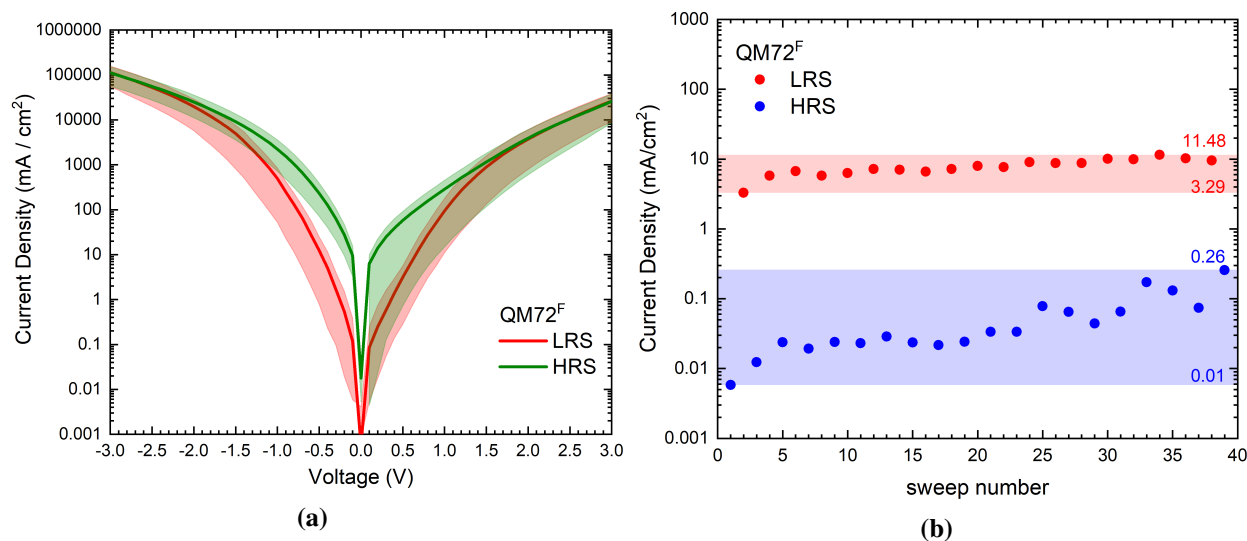 1000000
100000
10000
1000
100
10
1
0.1
0.01
0.001
Current Density (mA / cm²)
QM72ᶠ
LRS
HRS
-3.0 -2.5 -2.0 -1.5 -1.0 -0.5 0.0 0.5 1.0 1.5 2.0 2.5 3.0
Voltage (V)
(a)
1000
100
10
1
0.1
0.01
0.001
Current Density (mA/cm²)
QM72ᶠ
LRS
HRS
11.48
3.29
0.26
0.01
0 5 10 15 20 25 30 35 40
sweep number
(b)